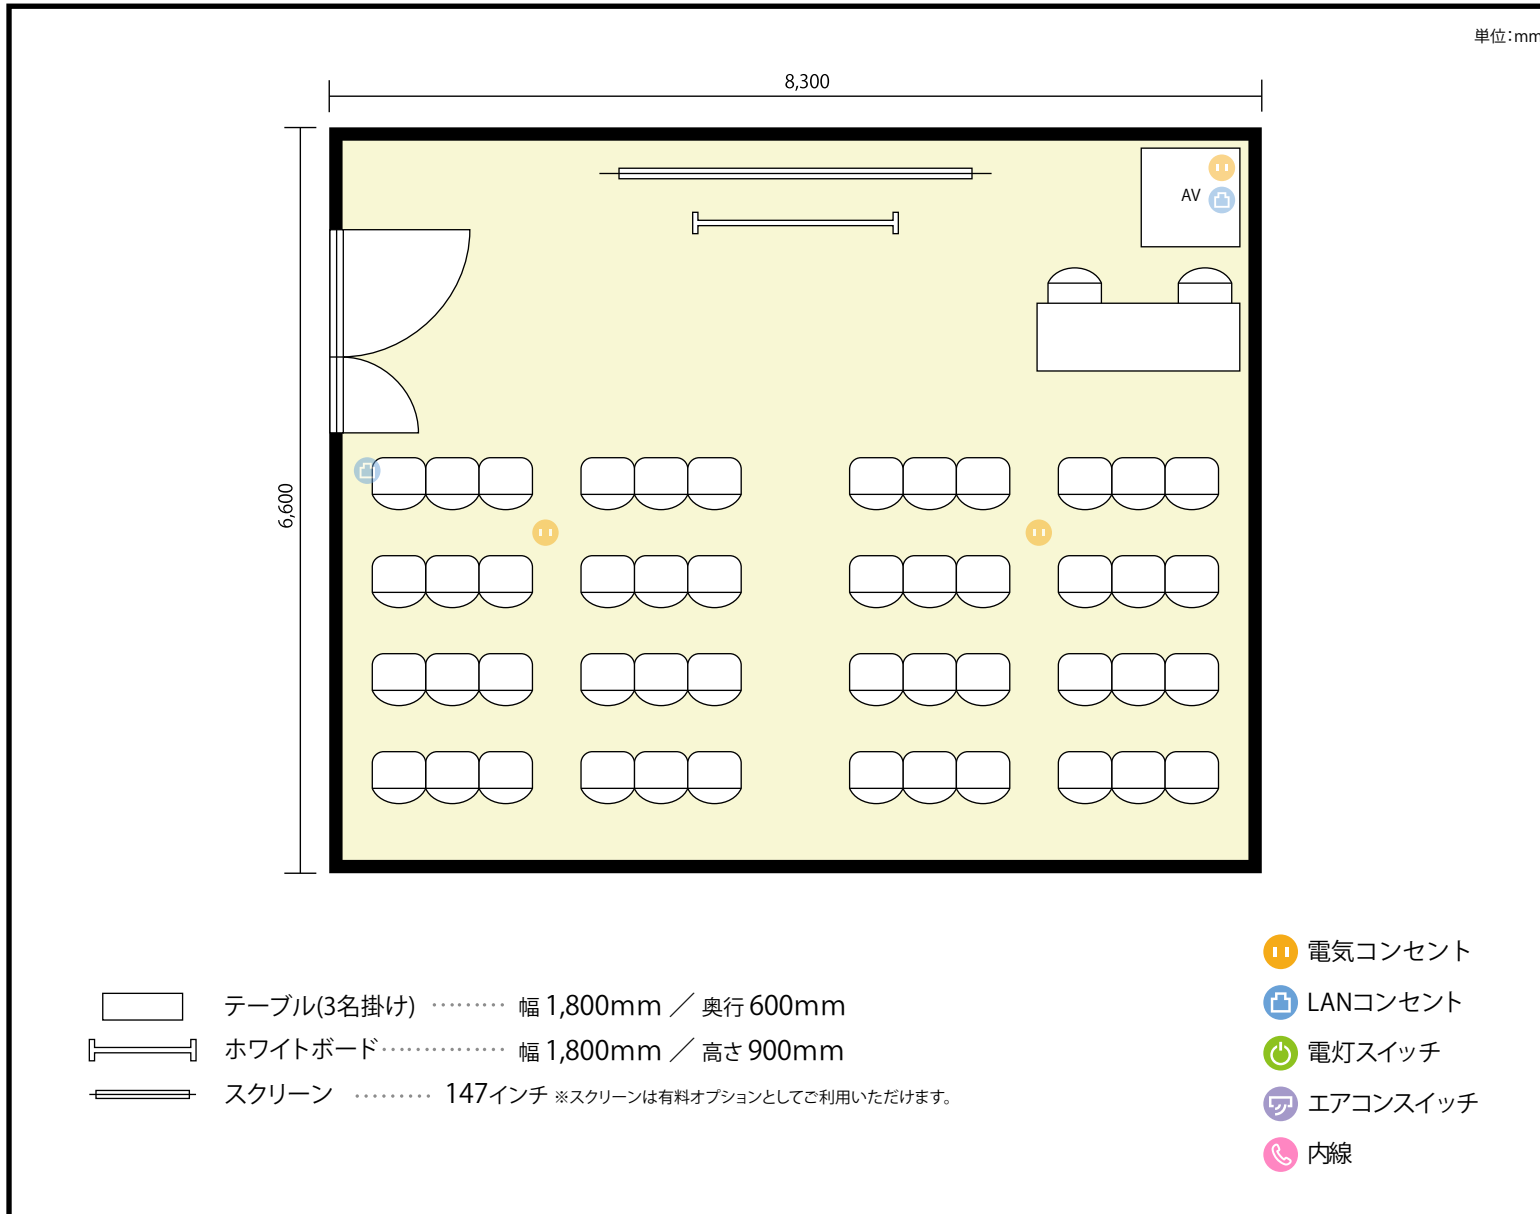 単位:mm
8,300
AV
6,600
テーブル(3名掛け) ········· 幅 1,800mm ／ 奥行 600mm
ホワイトボード··············· 幅 1,800mm ／ 高さ 900mm
スクリーン ········· 147インチ ※スクリーンは有料オプションとしてご利用いただけます。
電気コンセント
LANコンセント
電灯スイッチ
エアコンスイッチ
内線